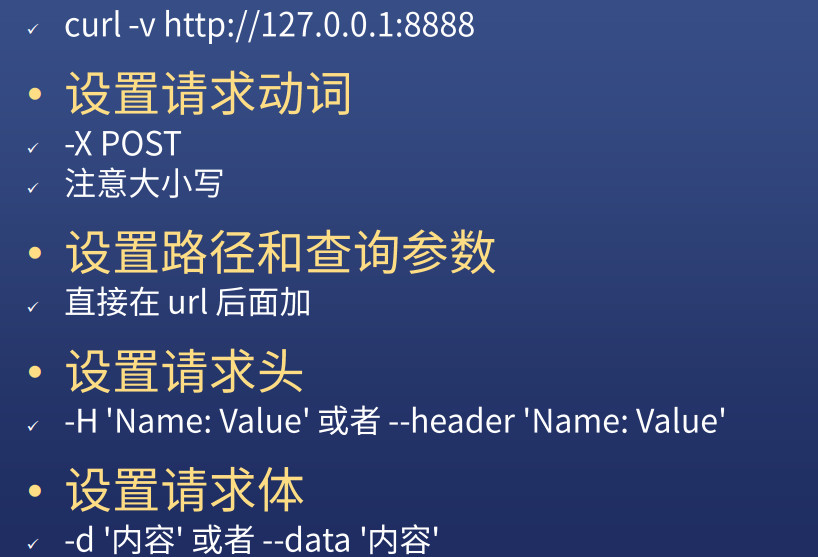 ✓ curl -v http://127.0.0.1:8888
• 设置请求动词
✓ -X POST
✓ 注意大小写
• 设置路径和查询参数
✓ 直接在 url 后面加
• 设置请求头
✓ -H 'Name: Value' 或者 --header 'Name: Value'
• 设置请求体
✓ -d '内容' 或者 --data '内容'